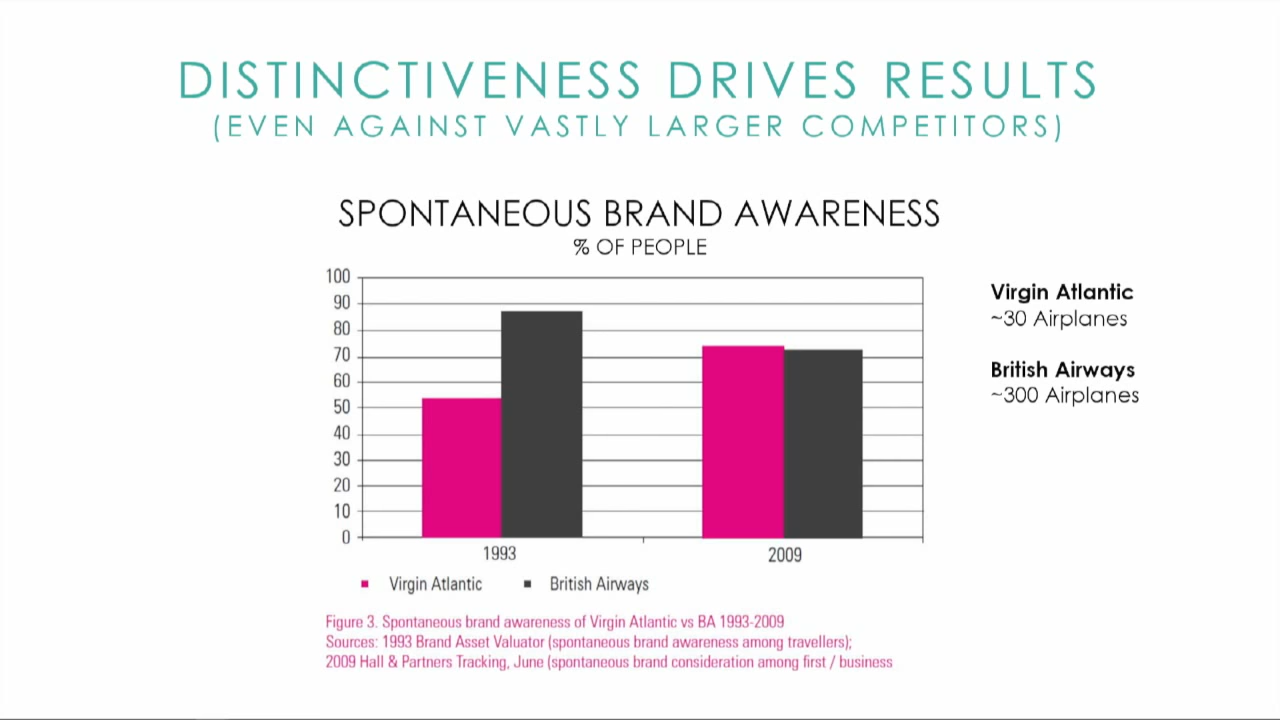 DISTINCTIVENESS DRIVES RESULTS
(EVEN AGAINST VASTLY LARGER COMPETITORS)
SPONTANEOUS BRAND AWARENESS
% OF PEOPLE
100
90
80
70
60
50
40
30
20
10
0
1993
2009
Virgin Atlantic
British Airways
Virgin Atlantic
~30 Airplanes
British Airways
~300 Airplanes
Figure 3. Spontaneous brand awareness of Virgin Atlantic vs BA 1993-2009
Sources: 1993 Brand Asset Valuator (spontaneous brand awareness among travellers);
2009 Hall & Partners Tracking, June (spontaneous brand consideration among first / business